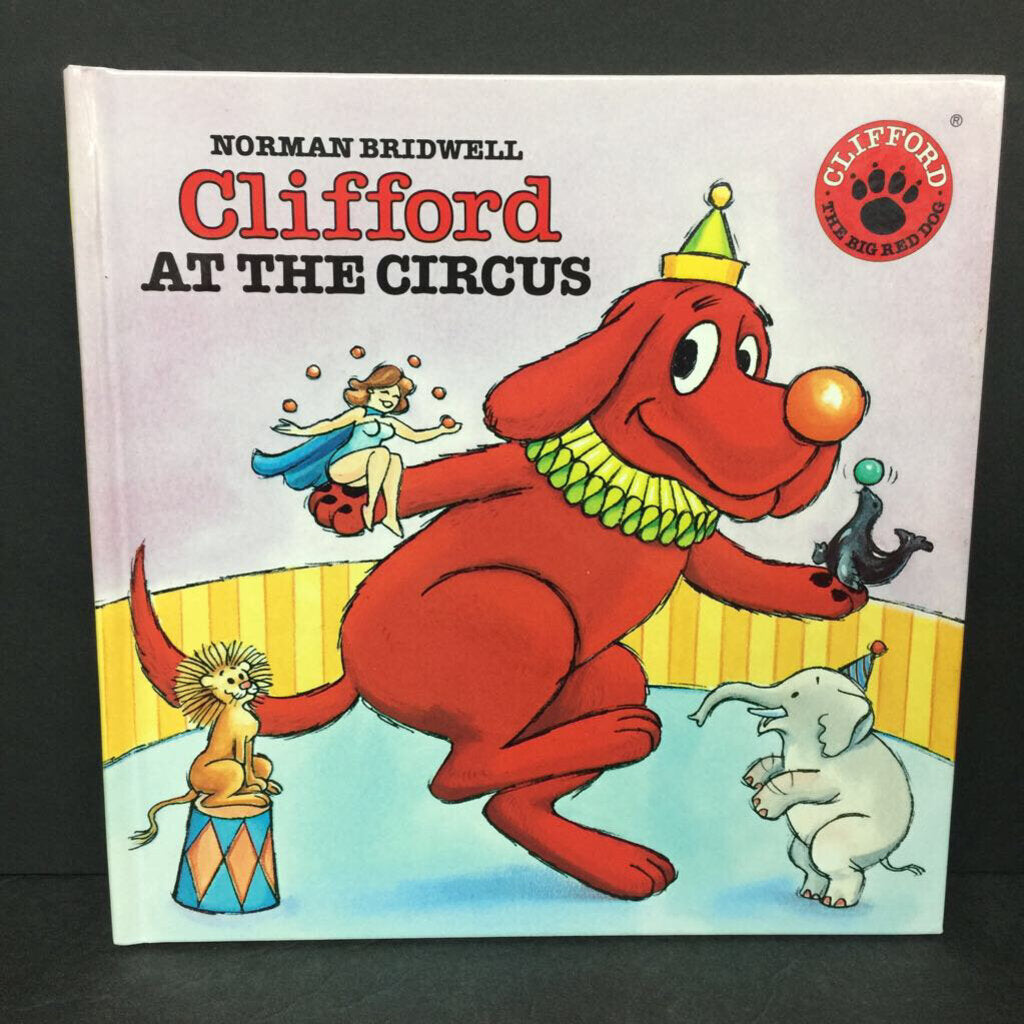 NORMAN BRIDWELL
Clifford
AT THE CIRCUS
CLIFFORD ®
· THE BIG RED DOG ·